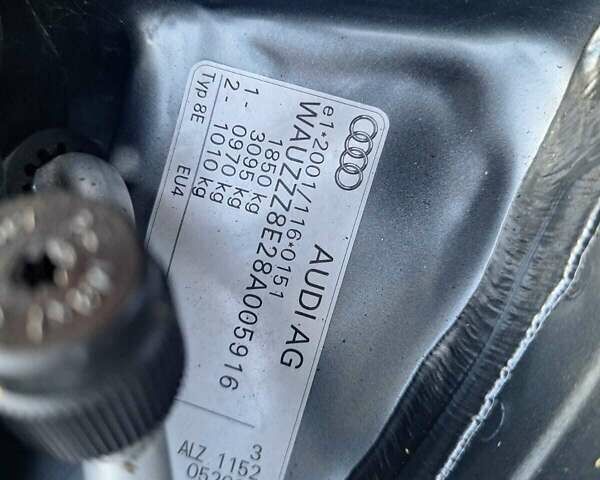 AUDI AG
e1*2001/116*0151
WAUZZZ8E28A005916
1850 kg
3095 kg
1 - 0970 kg
2 - 1010 kg
Typ 8E EU4
3
ALZ 1152